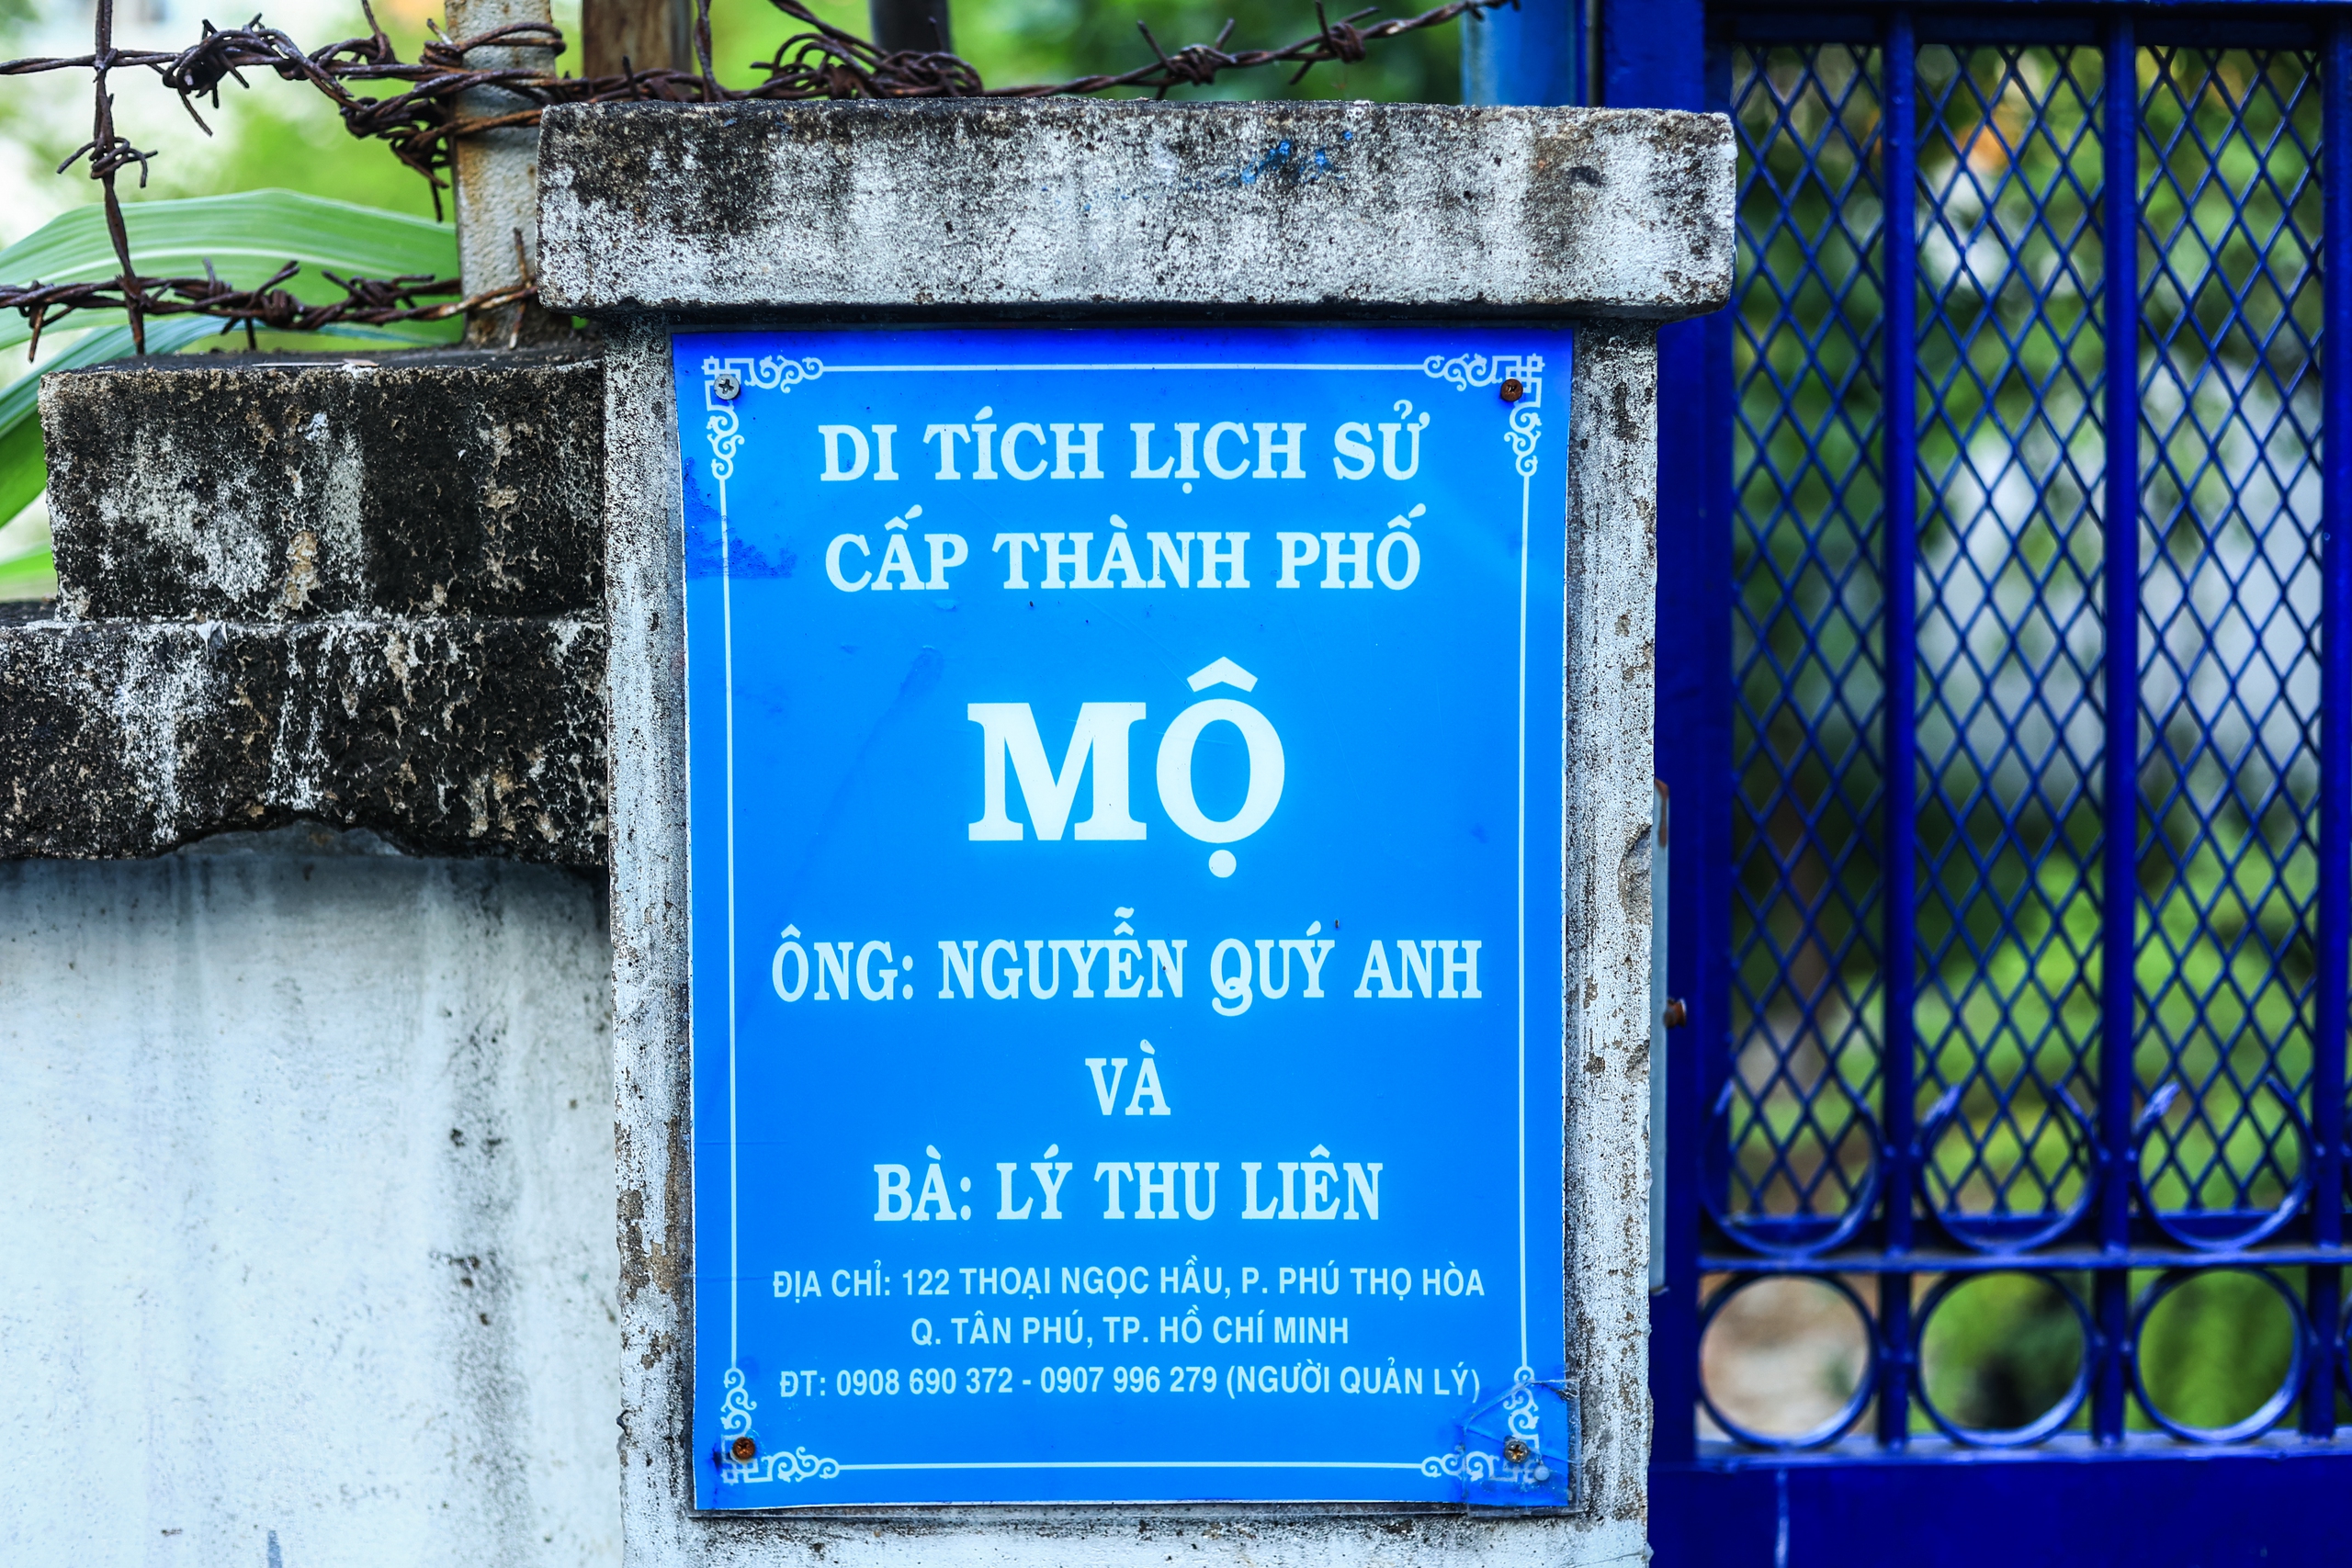 DI TÍCH LỊCH SỬ
CẤP THÀNH PHỐ
MỘ
ÔNG: NGUYỄN QUÝ ANH
VÀ
BÀ: LÝ THU LIÊN
ĐỊA CHỈ: 122 THOẠI NGỌC HẦU, P. PHÚ THỌ HÒA
Q. TÂN PHÚ, TP. HỒ CHÍ MINH
ĐT: 0908 690 372 - 0907 996 279 (NGƯỜI QUẢN LÝ)